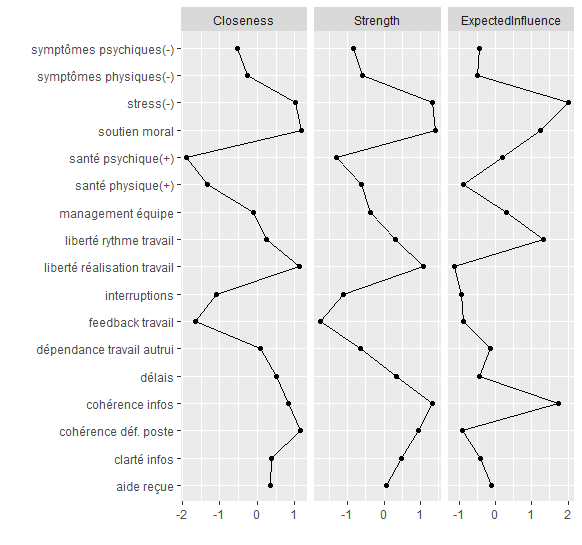 Closeness Strength ExpectedInfluence
symptômes psychiques(-)
symptômes physiques(-)
stress(-)
soutien moral
santé psychique(+)
santé physique(+)
management équipe
liberté rythme travail
liberté réalisation travail
interruptions
feedback travail
dépendance travail autrui
délais
cohérence infos
cohérence déf. poste
clarté infos
aide reçue
-2 -1 0 1 -1 0 1 -1 0 1 2